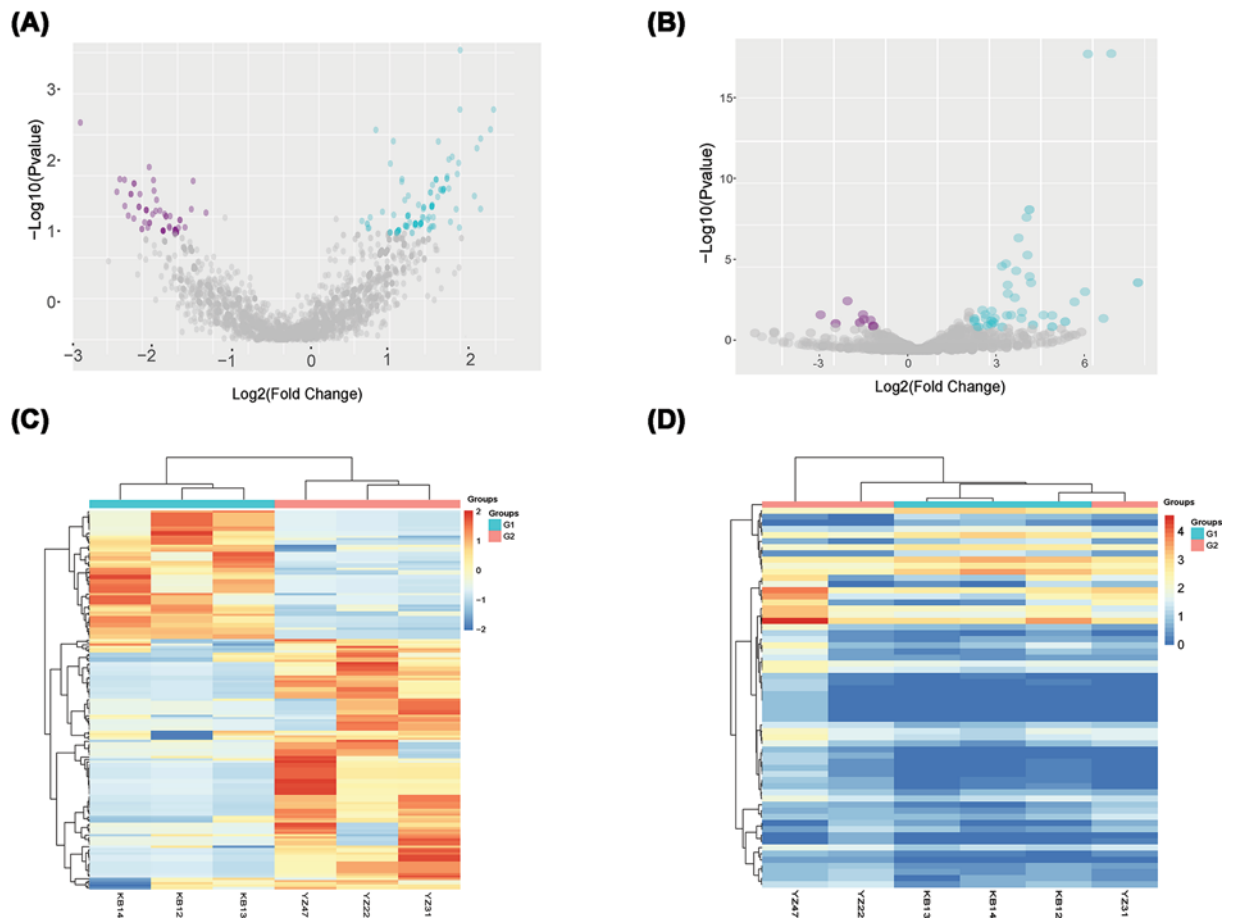 (A)
−Log10(Pvalue)
3
2
1
0
−3
−2
−1
0
1
2
Log2(Fold Change)
(B)
−Log10(Pvalue)
15
10
5
0
-3
0
3
6
Log2(Fold Change)
(C)
Groups
2
1
0
−1
−2
Groups
G1
G2
KB14
KB12
KB13
YZ47
YZ22
YZ31
(D)
Groups
4
3
2
1
0
Groups
G1
G2
YZ47
YZ22
KB13
KB14
KB12
YZ31